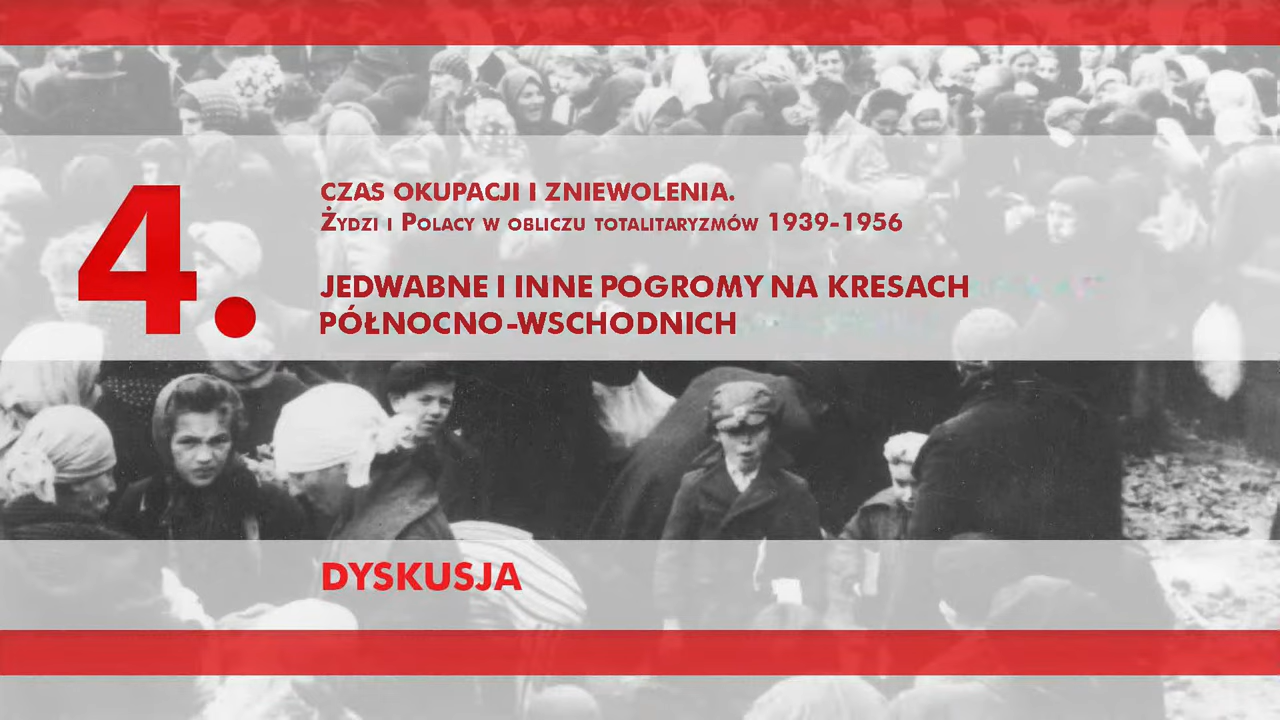 4.
CZAS OKUPACJI I ZNIEWOLENIA.
Żydzi i Polacy w obliczu totalitaryzmów 1939-1956
JEDWABNE I INNE POGROMY NA KRESACH
PÓŁNOCNO-WSCHODNICH
DYSKUSJA